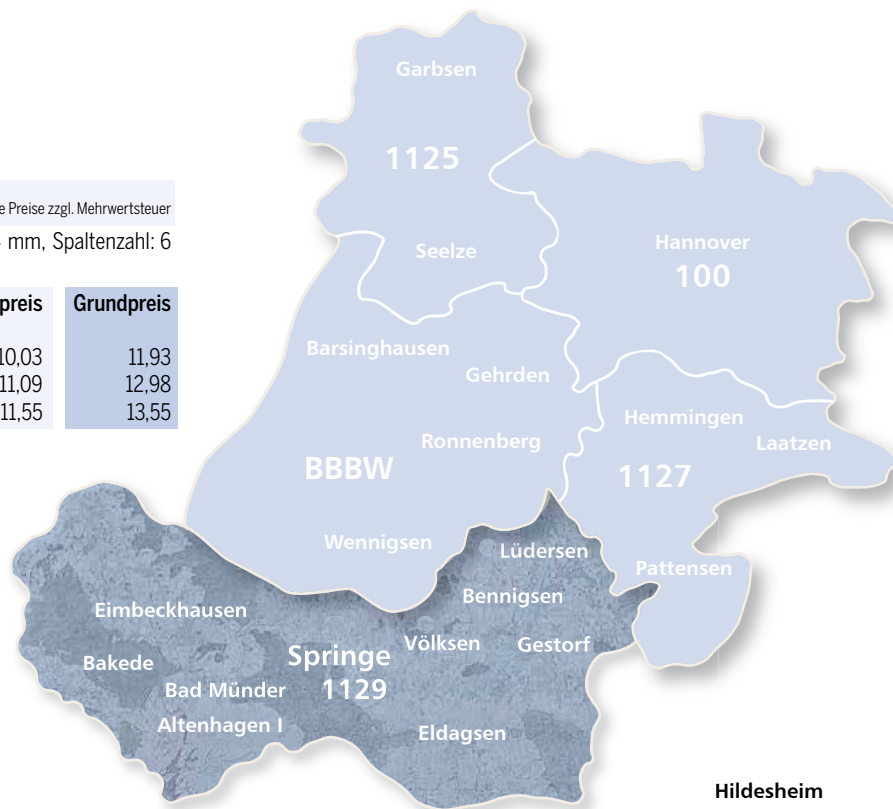 Garbsen
1125
e Preise zzgl. Mehrwertsteuer
mm, Spaltenzahl: 6
Seelze
Hannover
100
preis Grundpreis
10,03 11,93
11,09 12,98
11,55 13,55
Barsinghausen
Gehrden
Ronnenberg
BBBW
Wennigsen
Hemmingen
Laatzen
1127
Pattensen
Lüdersen
Bennigsen
Eimbeckhausen
Völksen
Gestorf
Springe
1129
Bakede
Bad Münder
Altenhagen I
Eldagsen
Hildesheim